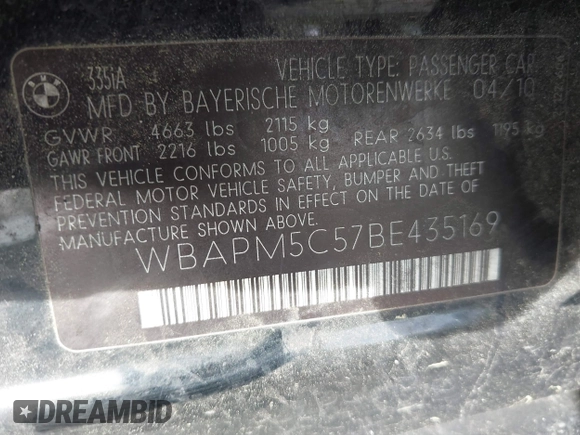 BMW
335iA
VEHICLE TYPE: PASSENGER CAR
MFD BY BAYERISCHE MOTORENWERKE 04/10
GVWR 4663 lbs 2115 kg
GAWR FRONT 2216 lbs 1005 kg REAR 2634 lbs 1195 kg
THIS VEHICLE CONFORMS TO ALL APPLICABLE U.S.
FEDERAL MOTOR VEHICLE SAFETY, BUMPER AND THEFT
PREVENTION STANDARDS IN EFFECT ON THE DATE OF
MANUFACTURE SHOWN ABOVE.
WBAPM5C57BE435169
DREAMBID